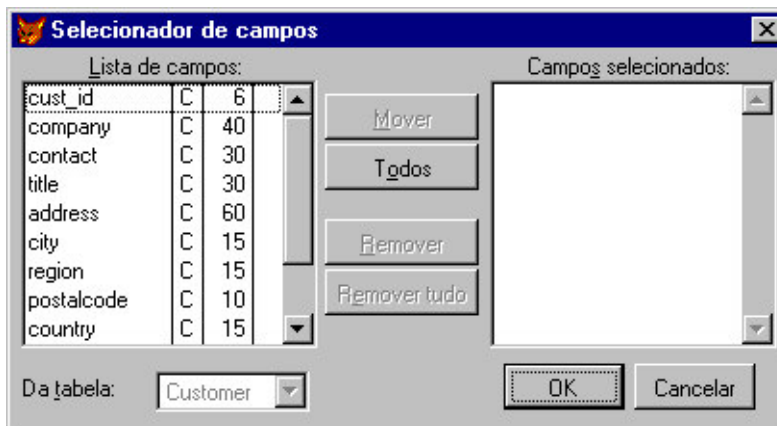 Selecionador de campos
Lista de campos:
cust_id C 6
company C 40
contact C 30
title C 30
address C 60
city C 15
region C 15
postalcode C 10
country C 15
Mover
Todos
Remover
Remover tudo
Campos selecionados:
Da tabela: Customer
OK
Cancelar